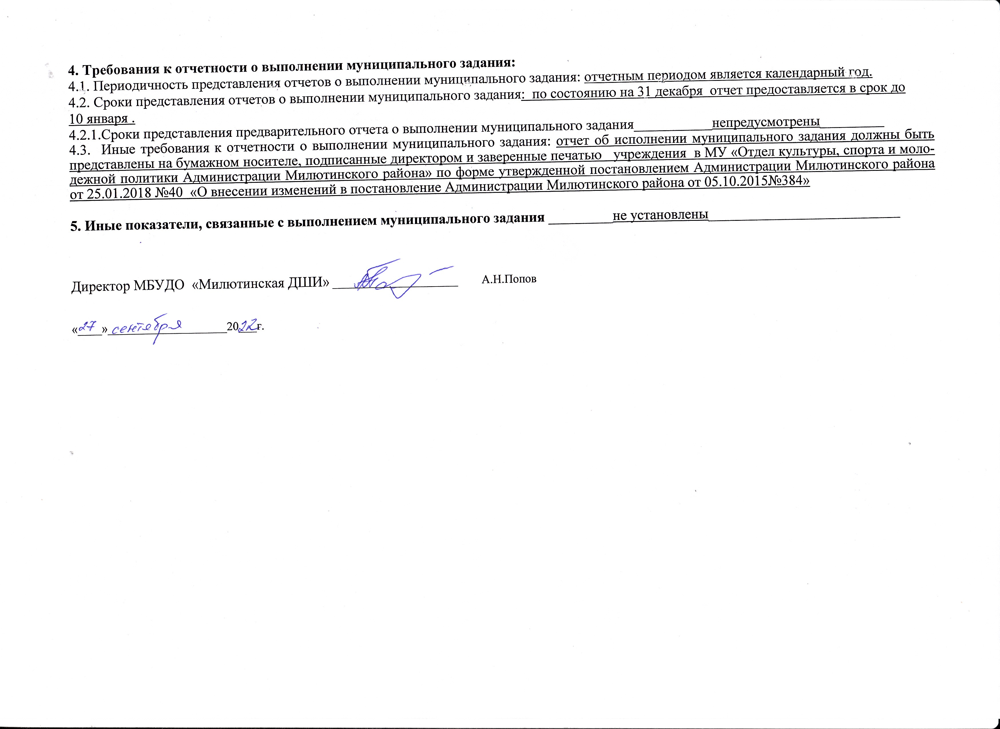 4. Требования к отчетности о выполнении муниципального задания:
4.1. Периодичность представления отчетов о выполнении муниципального задания: отчетным периодом является календарный год.
4.2. Сроки представления отчетов о выполнении муниципального задания:  по состоянию на 31 декабря  отчет предоставляется в срок до
10 января .
4.2.1.Сроки представления предварительного отчета о выполнении муниципального задания___________непредусмотрены_________
4.3.  Иные требования к отчетности о выполнении муниципального задания: отчет об исполнении муниципального задания должны быть
представлены на бумажном носителе, подписанные директором и заверенные печатью   учреждения  в МУ «Отдел культуры, спорта и моло-
дежной политики Администрации Милютинского района» по форме утвержденной постановлением Администрации Милютинского района
от 25.01.2018 №40  «О внесении изменений в постановление Администрации Милютинского района от 05.10.2015№384»
5. Иные показатели, связанные с выполнением муниципального задания _________не установлены___________________________
Директор МБУДО  «Милютинская ДШИ» ___________________ А.Н.Попов
«27» сентября 2022г.